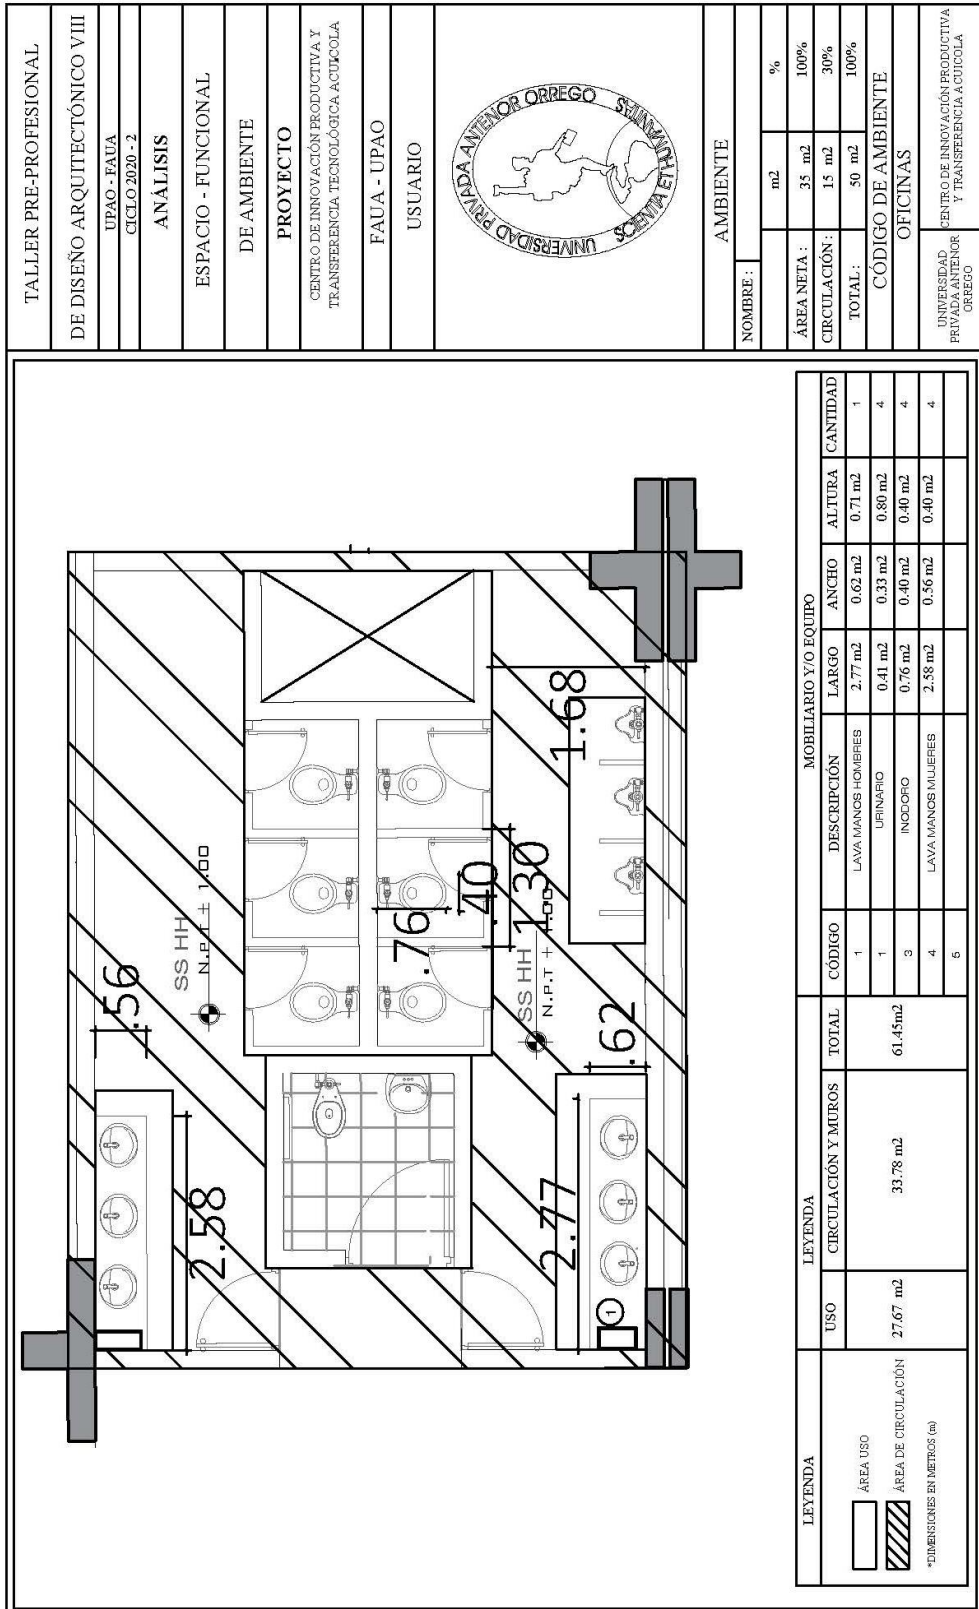 TALLER PRE-PROFESIONAL
DE DISEÑO ARQUITECTÓNICO VIII
UPAO - FAUA
CICLO 2020 - 2
ANÁLISIS
ESPACIO - FUNCIONAL
DE AMBIENTE
PROYECTO
CENTRO DE INNOVACIÓN PRODUCTIVA Y
TRANSFERENCIA TECNOLÓGICA ACUICOLA
FAUA - UPAO
USUARIO
UNIVERSIDAD PRIVADA ANTENOR ORREGO
AMBIENTE
NOMBRE :
m2 %
ÁREA NETA : 35 m2 100%
CIRCULACIÓN : 15 m2 30%
TOTAL : 50 m2 100%
CÓDIGO DE AMBIENTE
OFICINAS
UNIVERSIDAD
PRIVADA ANTENOR
ORREGO
CENTRO DE INNOVACIÓN PRODUCTIVA
Y TRANSFERENCIA ACUICOLA
.56
2.58
SS HH
N.P.T + 1.00
.76
.40
1.30
1.68
SS HH
N.P.T + 1.00
.62
2.77
1
LEYENDA
ÁREA USO
ÁREA DE CIRCULACIÓN
*DIMENSIONES EN METROS (m)
LEYENDA
USO CIRCULACIÓN Y MUROS TOTAL
27.67 m2 33.78 m2 61.45m2
MOBILIARIO Y/O EQUIPO
CÓDIGO DESCRIPCIÓN LARGO ANCHO ALTURA CANTIDAD
1 LAVA MANOS HOMBRES 2.77 m2 0.62 m2 0.71 m2 1
1 URINARIO 0.41 m2 0.33 m2 0.80 m2 4
3 INODORO 0.76 m2 0.40 m2 0.40 m2 4
4 LAVA MANOS MUJERES 2.58 m2 0.56 m2 0.40 m2 4
5